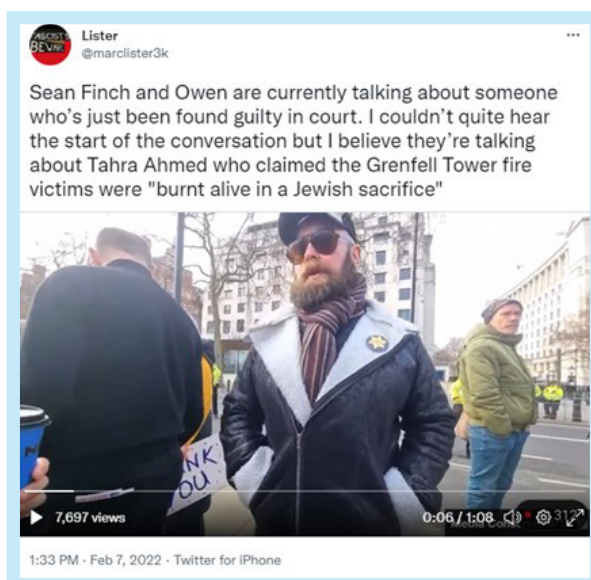 FASCISTS
BEWARE
Lister
@marclister3k
Sean Finch and Owen are currently talking about someone
who's just been found guilty in court. I couldn't quite hear
the start of the conversation but I believe they're talking
about Tahra Ahmed who claimed the Grenfell Tower fire
victims were "burnt alive in a Jewish sacrifice"
NK
OU
7,697 views
0:06 / 1:08
312
1:33 PM · Feb 7, 2022 · Twitter for iPhone